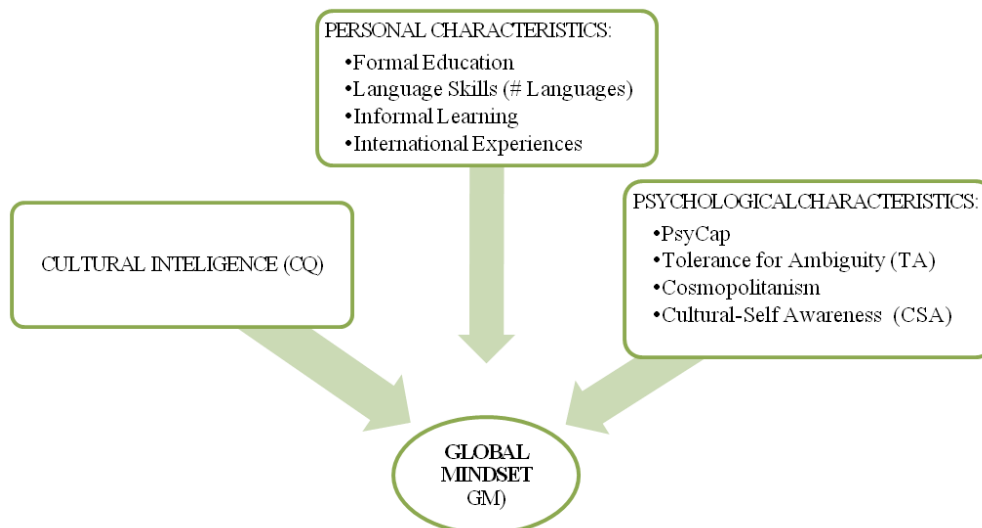 PERSONAL CHARACTERISTICS:
•Formal Education
•Language Skills (# Languages)
•Informal Learning
•International Experiences
CULTURAL INTELIGENCE (CQ)
PSYCHOLOGICALCHARACTERISTICS:
•PsyCap
•Tolerance for Ambiguity (TA)
•Cosmopolitanism
•Cultural-Self Awareness (CSA)
GLOBAL
MINDSET
GM)